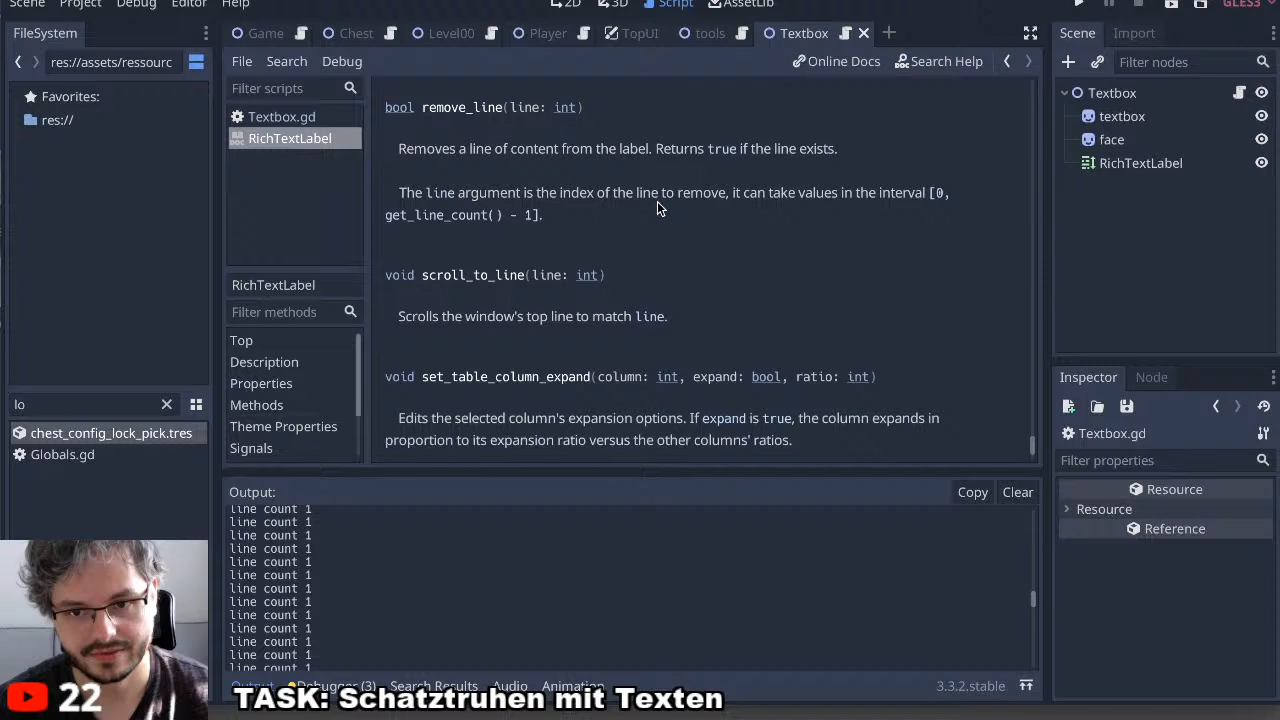 Scene Project Debug Editor Help
2D 3D Script AssetLib
GLES3
FileSystem
res://assets/ressourc
Favorites:
res://
lo
chest_config_lock_pick.tres
Globals.gd
Game Chest Level00 Player TopUI tools Textbox
File Search Debug
Online Docs Search Help
Filter scripts
Textbox.gd
RichTextLabel
RichTextLabel
Filter methods
Top
Description
Properties
Methods
Theme Properties
Signals
bool remove_line(line: int)
Removes a line of content from the label. Returns true if the line exists.
The line argument is the index of the line to remove, it can take values in the interval [0,
get_line_count() - 1].
void scroll_to_line(line: int)
Scrolls the window's top line to match line.
void set_table_column_expand(column: int, expand: bool, ratio: int)
Edits the selected column's expansion options. If expand is true, the column expands in
proportion to its expansion ratio versus the other columns' ratios.
Output:
Copy Clear
line count 1
line count 1
line count 1
line count 1
line count 1
line count 1
line count 1
line count 1
line count 1
line count 1
line count 1
line count 1
line count 1
Output Debugger (3) Search Results Audio Animation
3.3.2.stable
Scene Import
Filter nodes
Textbox
textbox
face
RichTextLabel
Inspector Node
Textbox.gd
Filter properties
Resource
Resource
Reference
22
TASK: Schatztruhen mit Texten